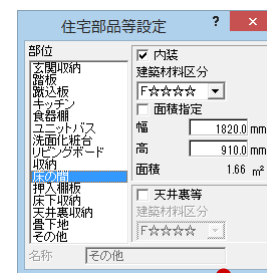 住宅部品等設定 ? ×
部位
玄関収納
踏板
蹴込板
キッチン
食器棚
ユニットバス
洗面化粧台
リビングボード
収納
床の間
押入棚板
床下収納
天井裏収納
畳下地
その他
内装
建築材料区分
F☆☆☆☆
面積指定
幅 1820.0 mm
高 910.0 mm
面積 1.66 m²
天井裏等
建築材料区分
F☆☆☆☆
名称 その他